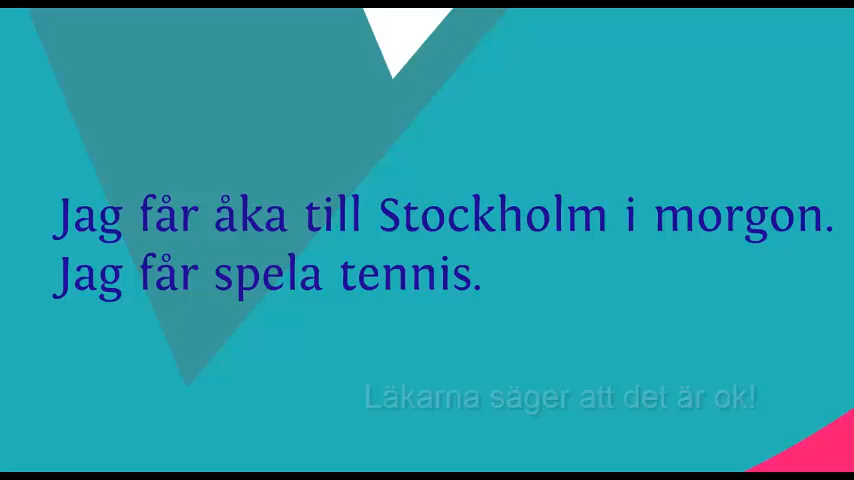 Jag får åka till Stockholm i morgon.
Jag får spela tennis.
Läkarna säger att det är ok!